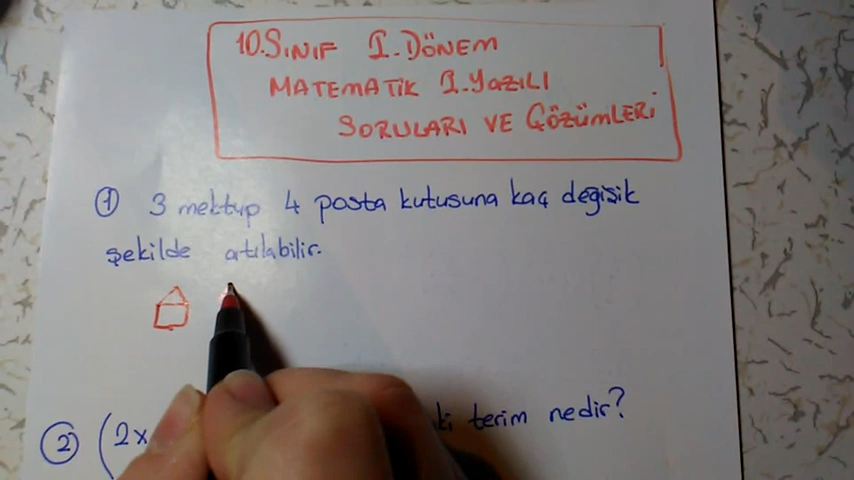 10.SINIF I.DÖNEM
MATEMATİK I.YAZILI
SORULARI VE ÇÖZÜMLERİ
① 3 mektup 4 posta kutusuna kaç değişik
şekilde atılabilir.
② (2x terim nedir?